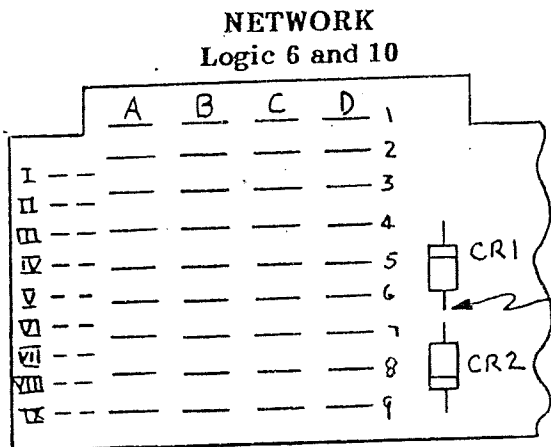 NETWORK
Logic 6 and 10
A B C D 1
2
I 3
II
III 4
IV 5 CR1
V 6
VI 7
VII
VIII 8 CR2
IX 9